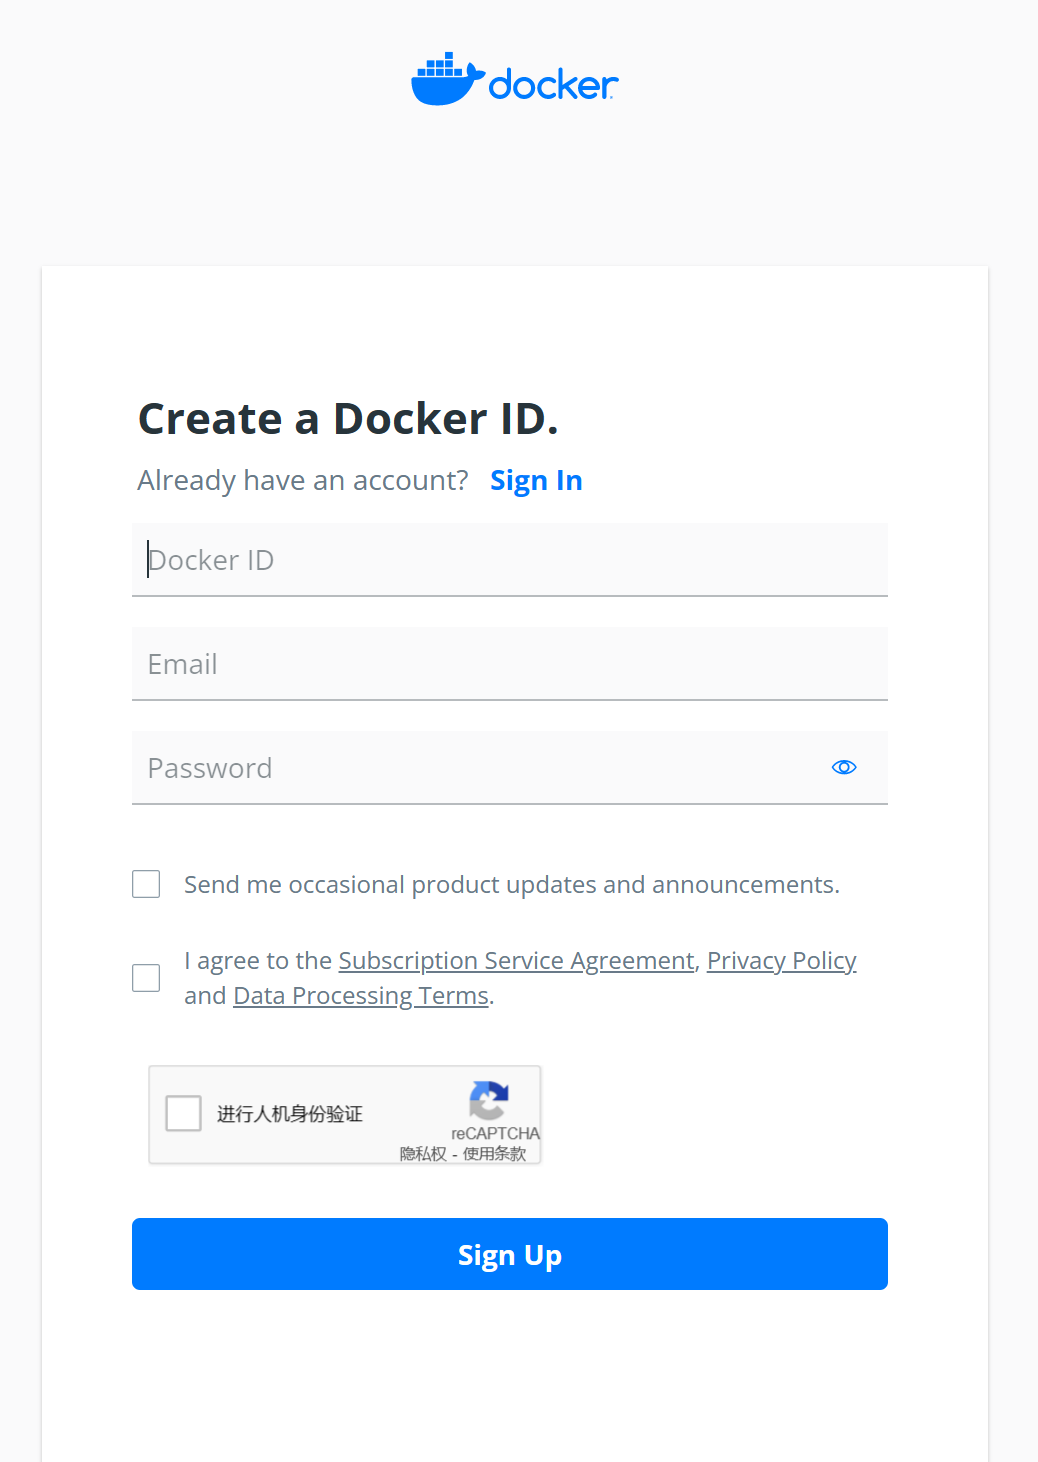 docker
Create a Docker ID.
Already have an account? Sign In
Docker ID
Email
Password
Send me occasional product updates and announcements.
I agree to the Subscription Service Agreement, Privacy Policy
and Data Processing Terms.
进行人机身份验证
reCAPTCHA
隐私权 - 使用条款
Sign Up